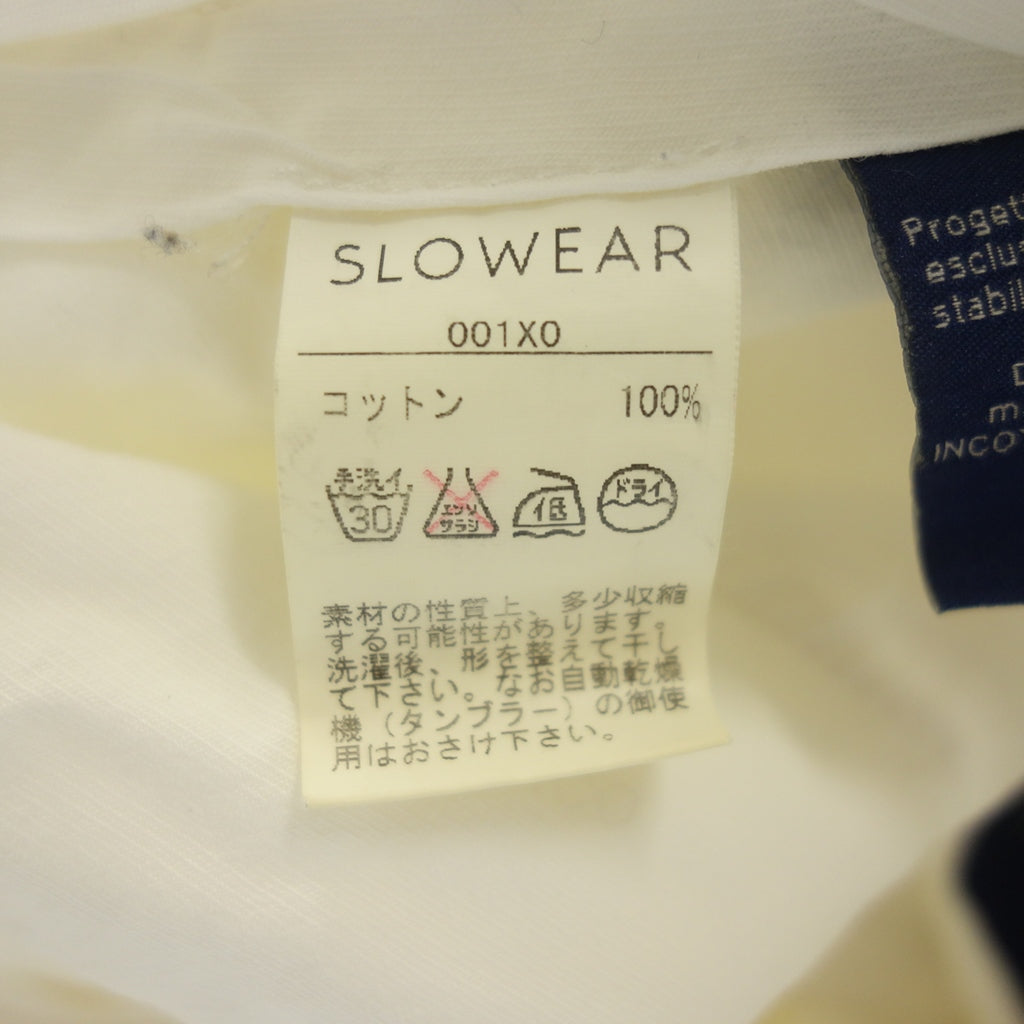 SLOWEAR
001X0
コットン 100%
手洗イ
30
エンソ
サラシ
低
ドライ
素材の性質上、多少収縮
する可能性があります。
洗濯後、形を整えて干し
て下さい。なお自動乾燥
機(タンブラー)の御使
用はおさけ下さい。
esclu
stabil
m.
INCO